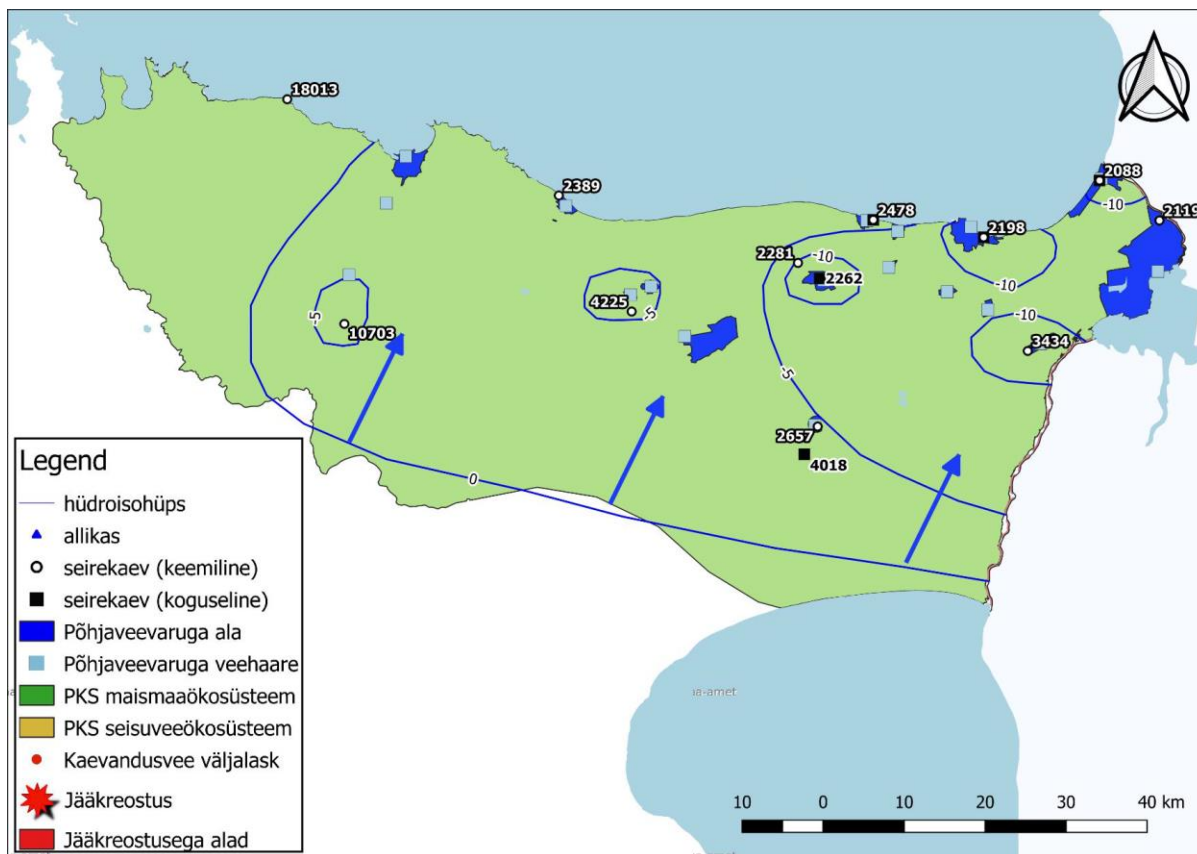 18013
2389
2088
2478
2119
2198
-10
2281
-10
2262
-10
4225
-5
-5
10703
-10
3434
-5
2657
4018
0
Legend
hüdroisohüps
allikas
seirekaev (keemiline)
seirekaev (koguseline)
Põhjaveevaruga ala
Põhjaveevaruga veehaare
PKS maismaaökosüsteem
PKS seisuveeökosüsteem
Kaevandusvee väljalask
Jääkreostus
Jääkreostusega alad
10 0 10 20 30 40 km